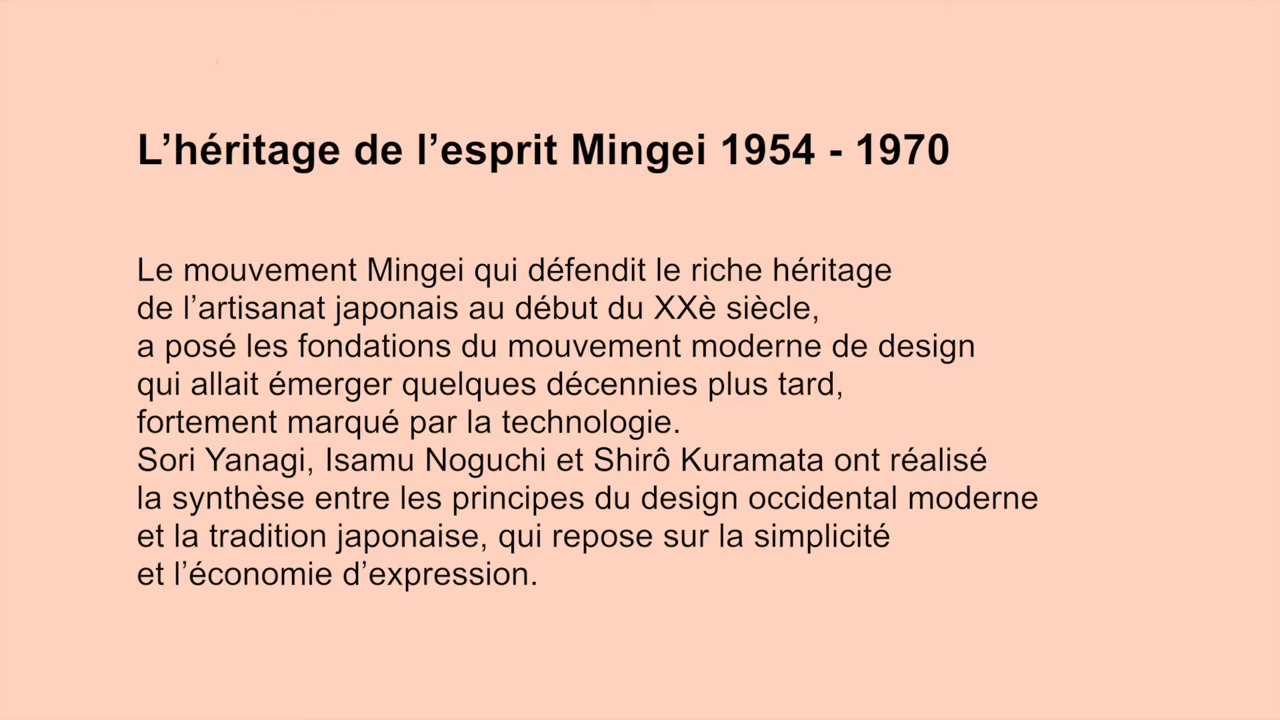 L’héritage de l’esprit Mingei 1954 - 1970
Le mouvement Mingei qui défendit le riche héritage
de l’artisanat japonais au début du XXè siècle,
a posé les fondations du mouvement moderne de design
qui allait émerger quelques décennies plus tard,
fortement marqué par la technologie.
Sori Yanagi, Isamu Noguchi et Shirô Kuramata ont réalisé
la synthèse entre les principes du design occidental moderne
et la tradition japonaise, qui repose sur la simplicité
et l’économie d’expression.